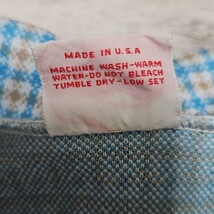 MADE IN U.S.A
MACHINE WASH-WARM
WATER-DO NOT BLEACH
TUMBLE DRY-LOW SET